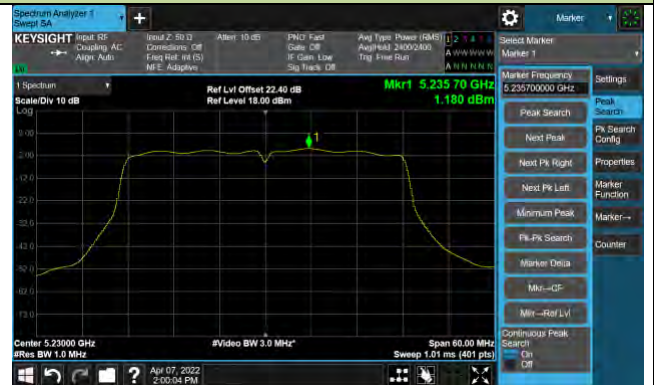 Spectrum Analyzer 1
Swept SA
+
Marker
KEYSIGHT
Input: RF
Coupling: AC
Align: Auto
Input Z: 50 Ω
Corrections: Off
Freq Ref: Int (S)
NFE: Adaptive
Atten: 10 dB
PNO: Fast
Gate: Off
IF Gain: Low
Sig Track: Off
Avg Type: Power (RMS)
Avg|Hold: 2400/2400
Trig: Free Run
A W W W W W
A N N N N N
Select Marker
Marker 1
1 Spectrum
Scale/Div 10 dB
Log
Ref Lvl Offset 22.40 dB
Ref Level 18.00 dBm
Mkr1 5.235 70 GHz
1.180 dBm
Marker Frequency
5.235700000 GHz
Peak Search
Next Peak
Next Pk Right
Next Pk Left
Minimum Peak
Pk-Pk Search
Marker Delta
Mkr→CF
Mkr→Ref Lvl
Continuous Peak
Search
On
Off
Settings
Peak
Search
Pk Search
Config
Properties
Marker
Function
Marker→
Counter
1
8.00
-2.00
-12.0
-22.0
-32.0
-42.0
-52.0
-62.0
-72.0
Center 5.23000 GHz
#Res BW 1.0 MHz
#Video BW 3.0 MHz*
Span 60.00 MHz
Sweep 1.01 ms (401 pts)
?
Apr 07, 2022
2:00:04 PM